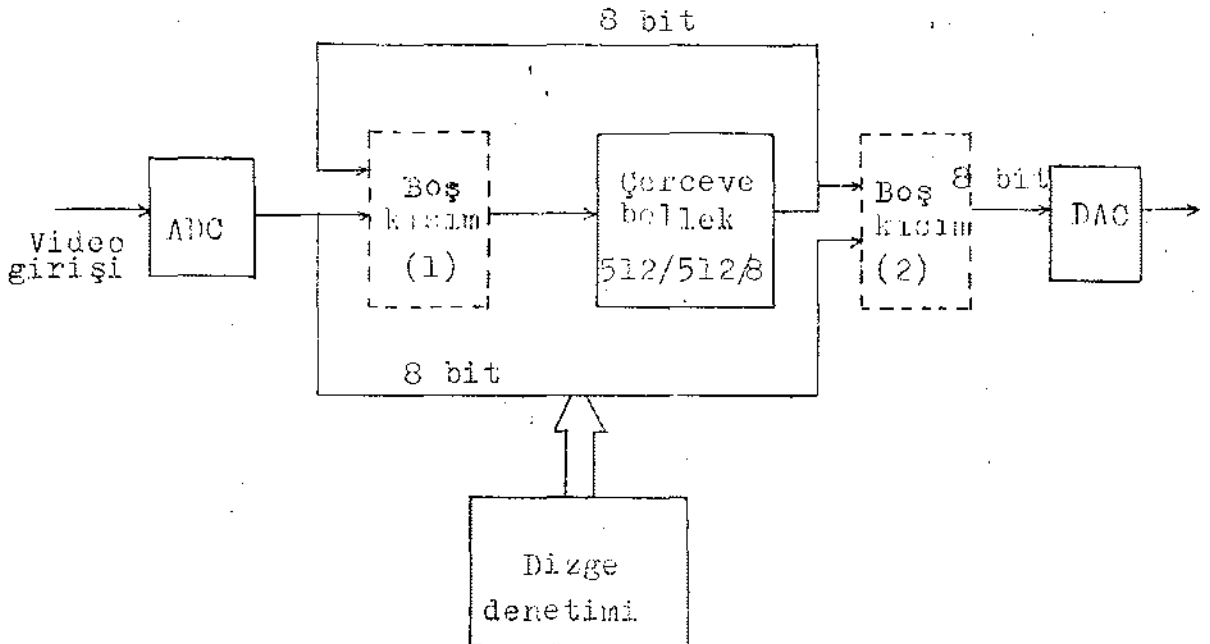 8 bit
Video
girişi
ADC
Boş
kısım
(1)
Çerceve
bellek
512/512/8
Boş
kısım
(2)
8 bit
DAC
8 bit
Dizge
denetimi